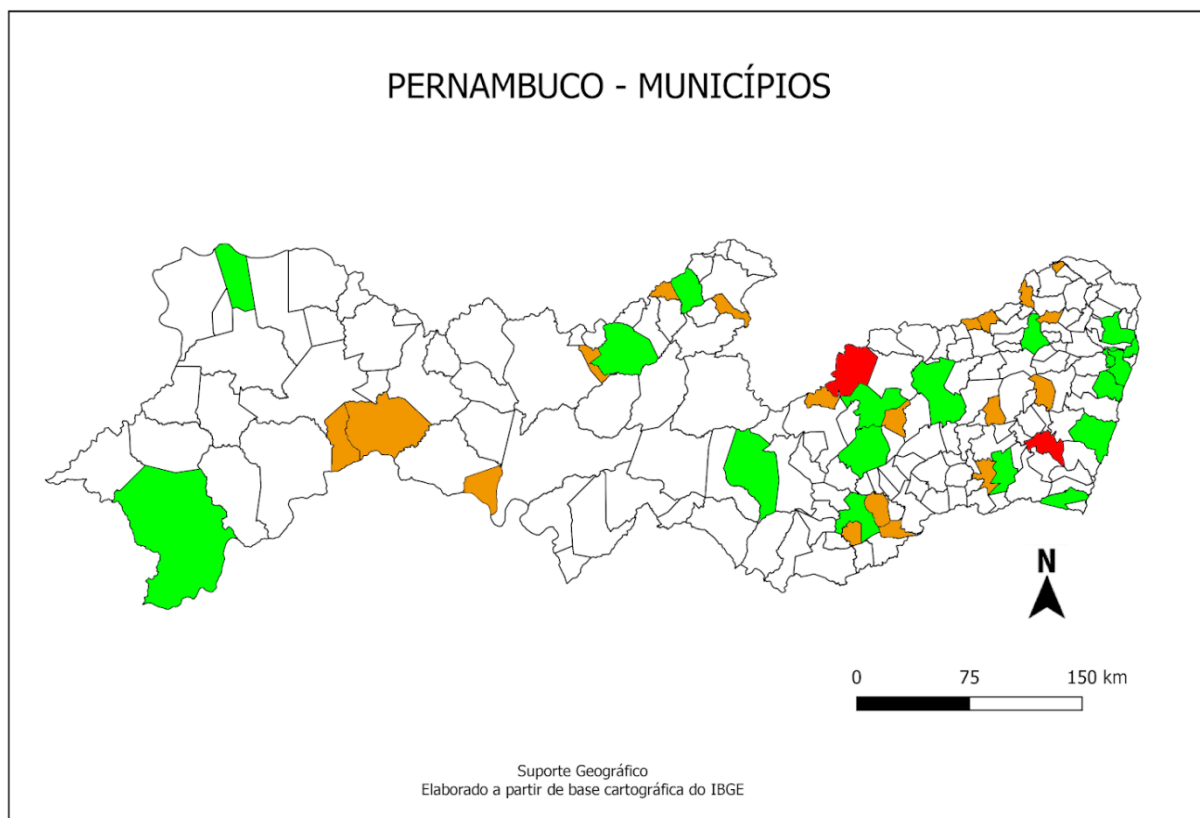 PERNAMBUCO - MUNICÍPIOS
N
0 75 150 km
Suporte Geográfico
Elaborado a partir de base cartográfica do IBGE